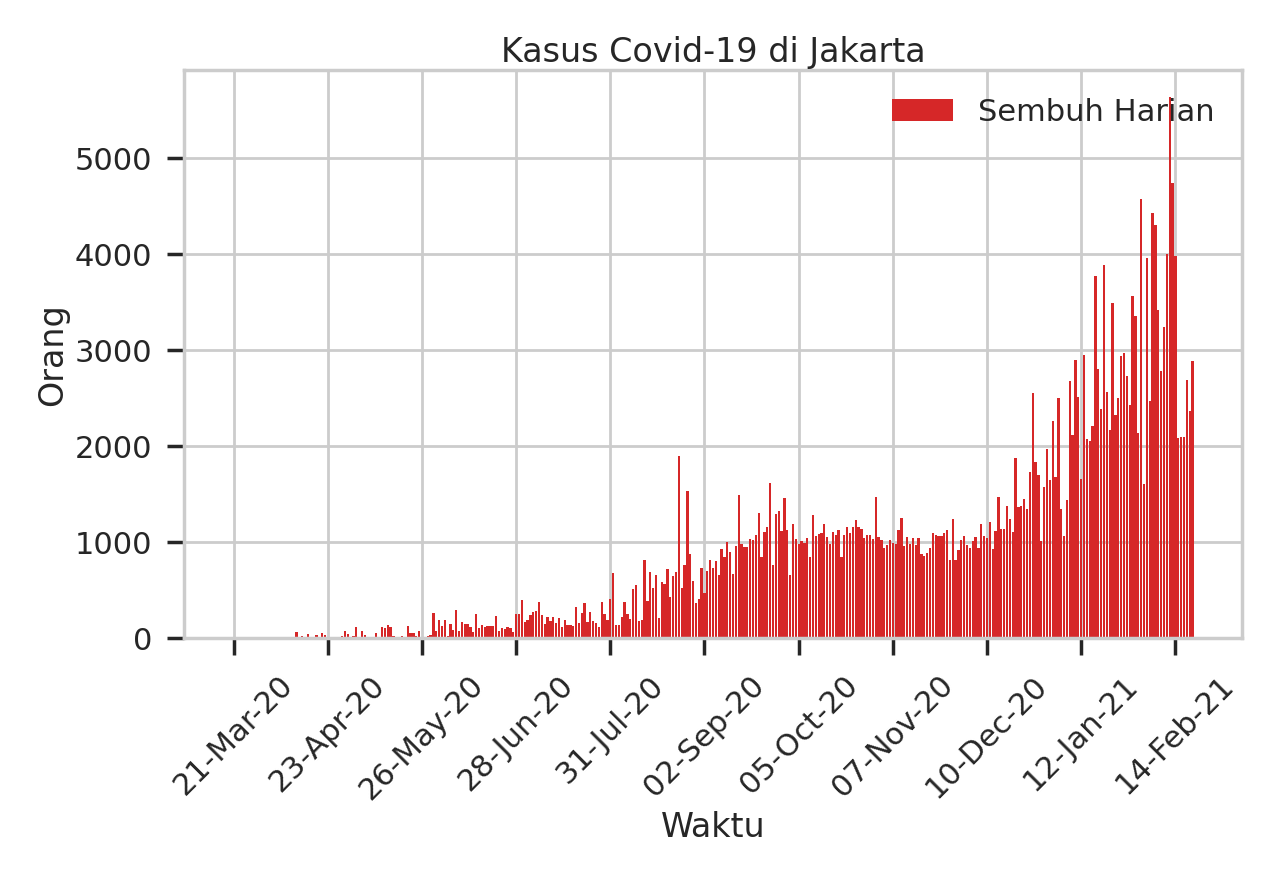 Kasus Covid-19 di Jakarta
Sembuh Harian
Orang
5000
4000
3000
2000
1000
0
21-Mar-20
23-Apr-20
26-May-20
28-Jun-20
31-Jul-20
02-Sep-20
05-Oct-20
07-Nov-20
10-Dec-20
12-Jan-21
14-Feb-21
Waktu